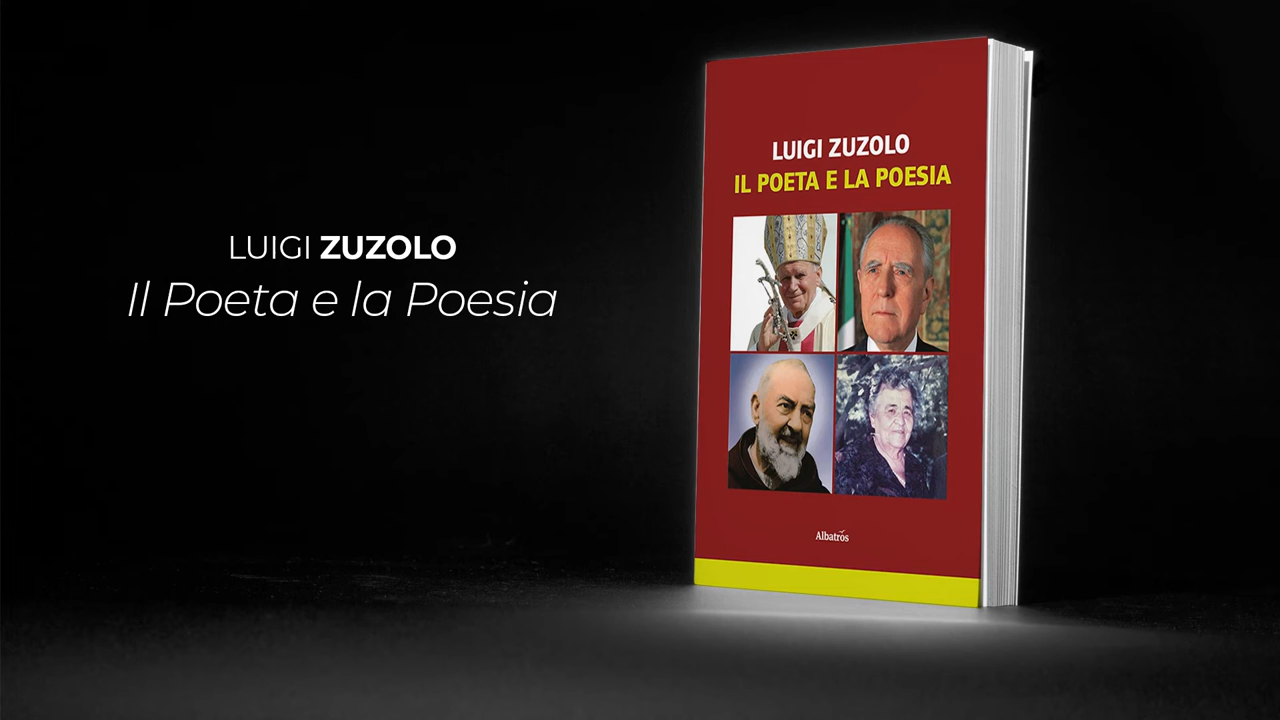 LUIGI ZUZOLO
Il Poeta e la Poesia
LUIGI ZUZOLO
IL POETA E LA POESIA
Albatros